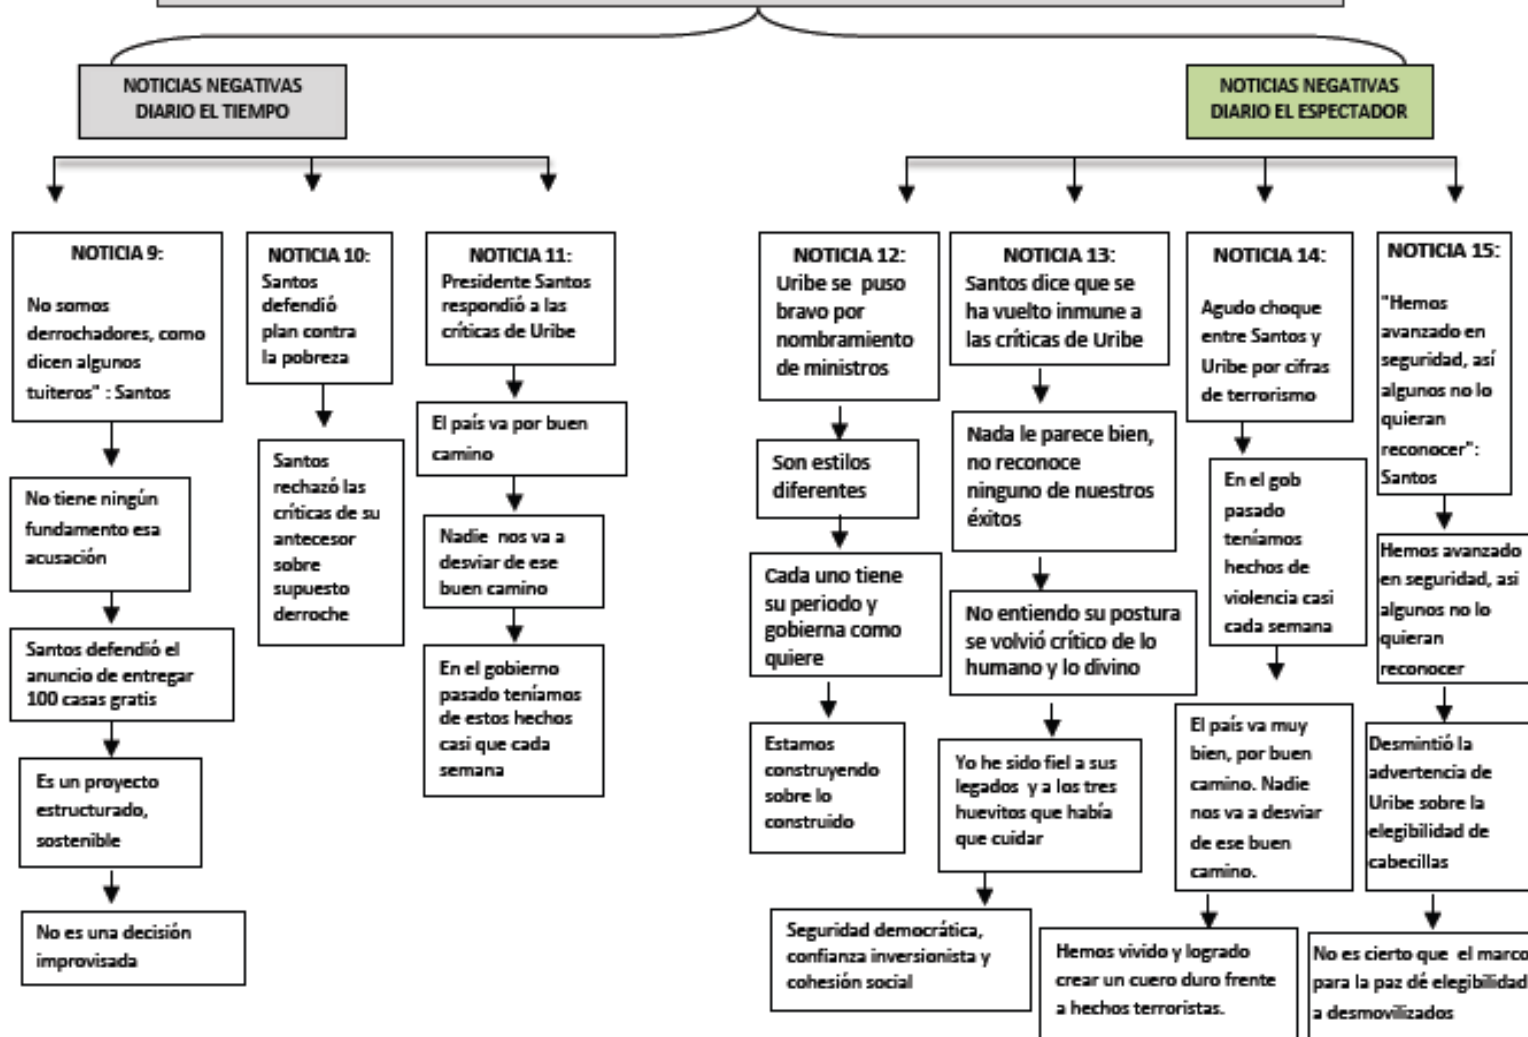 NOTICIAS NEGATIVAS
DIARIO EL TIEMPO
NOTICIAS NEGATIVAS
DIARIO EL ESPECTADOR
NOTICIA 9:
No somos
derrochadores, como
dicen algunos
tuiteros" : Santos
No tiene ningún
fundamento esa
acusación
Santos defendió el
anuncio de entregar
100 casas gratis
Es un proyecto
estructurado,
sostenible
No es una decisión
improvisada
NOTICIA 10:
Santos
defendió
plan contra
la pobreza
Santos
rechazó las
críticas de su
antecesor
sobre
supuesto
derroche
NOTICIA 11:
Presidente Santos
respondió a las
críticas de Uribe
El país va por buen
camino
Nadie nos va a
desviar de ese
buen camino
En el gobierno
pasado teníamos
de estos hechos
casi que cada
semana
NOTICIA 12:
Uribe se puso
bravo por
nombramiento
de ministros
Son estilos
diferentes
Cada uno tiene
su periodo y
gobierna como
quiere
Estamos
construyendo
sobre lo
construido
NOTICIA 13:
Santos dice que se
ha vuelto inmune a
las críticas de Uribe
Nada le parece bien,
no reconoce
ninguno de nuestros
éxitos
No entiendo su postura
se volvió crítico de lo
humano y lo divino
Yo he sido fiel a sus
legados y a los tres
huevitos que había
que cuidar
Seguridad democrática,
confianza inversionista y
cohesión social
NOTICIA 14:
Agudo choque
entre Santos y
Uribe por cifras
de terrorismo
En el gob
pasado
teníamos
hechos de
violencia casi
cada semana
El país va muy
bien, por buen
camino. Nadie
nos va a desviar
de ese buen
camino.
Hemos vivido y logrado
crear un cuero duro frente
a hechos terroristas.
NOTICIA 15:
"Hemos
avanzado en
seguridad, así
algunos no lo
quieran
reconocer":
Santos
Hemos avanzado
en seguridad, asi
algunos no lo
quieran
reconocer
Desmintió la
advertencia de
Uribe sobre la
elegibilidad de
cabecillas
No es cierto que el marco
para la paz dé elegibilidad
a desmovilizados